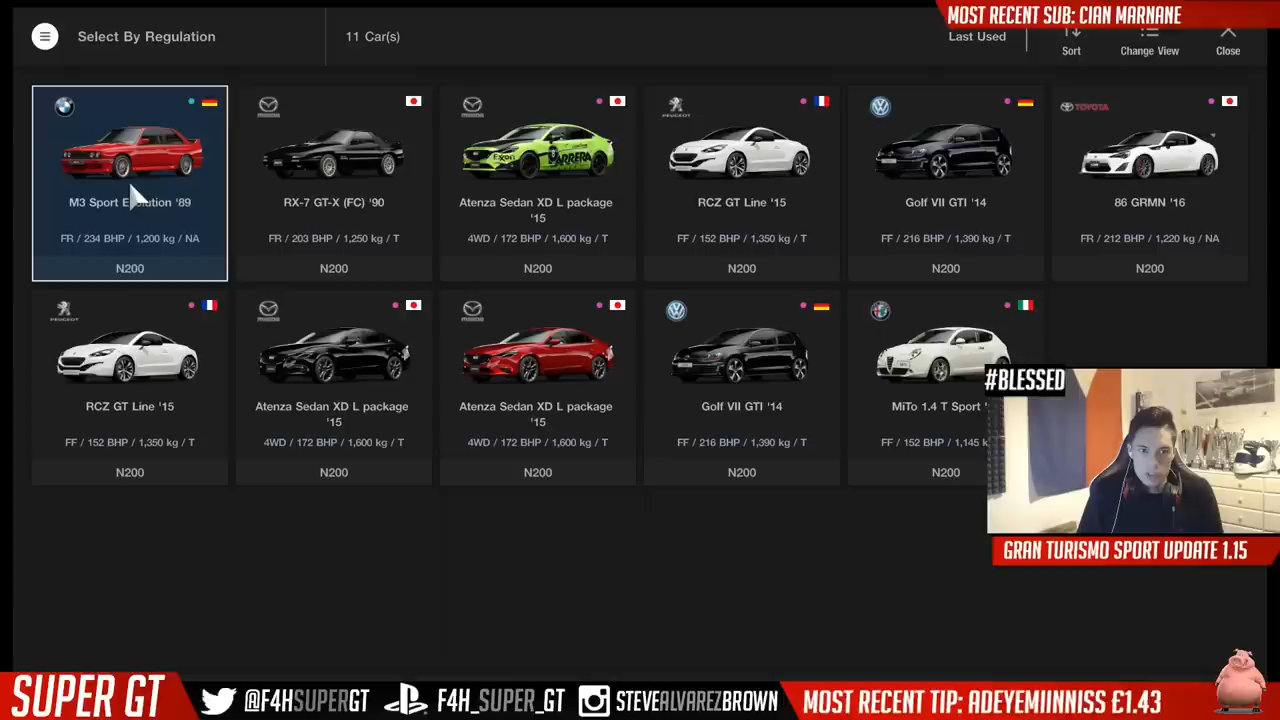 MOST RECENT SUB: CIAN MARNANE
Select By Regulation
11 Car(s)
Last Used
Sort
Change View
Close
M3 Sport Evolution '89
FR / 234 BHP / 1,200 kg / NA
N200
RX-7 GT-X (FC) '90
FR / 203 BHP / 1,250 kg / T
N200
Atenza Sedan XD L package
'15
4WD / 172 BHP / 1,600 kg / T
N200
PEUGEOT
RCZ GT Line '15
FF / 152 BHP / 1,350 kg / T
N200
Golf VII GTI '14
FF / 216 BHP / 1,390 kg / T
N200
TOYOTA
86 GRMN '16
FR / 212 BHP / 1,220 kg / NA
N200
PEUGEOT
RCZ GT Line '15
FF / 152 BHP / 1,350 kg / T
N200
Atenza Sedan XD L package
'15
4WD / 172 BHP / 1,600 kg / T
N200
Atenza Sedan XD L package
'15
4WD / 172 BHP / 1,600 kg / T
N200
Golf VII GTI '14
FF / 216 BHP / 1,390 kg / T
N200
MiTo 1.4 T Sport '
FF / 152 BHP / 1,145 k
N200
#BLESSED
GRAN TURISMO SPORT UPDATE 1.15
SUPER GT
@F4HSUPERGT
F4H_SUPER_GT
STEVEALVAREZBROWN
MOST RECENT TIP: ADEYEMIINNISS £1.43